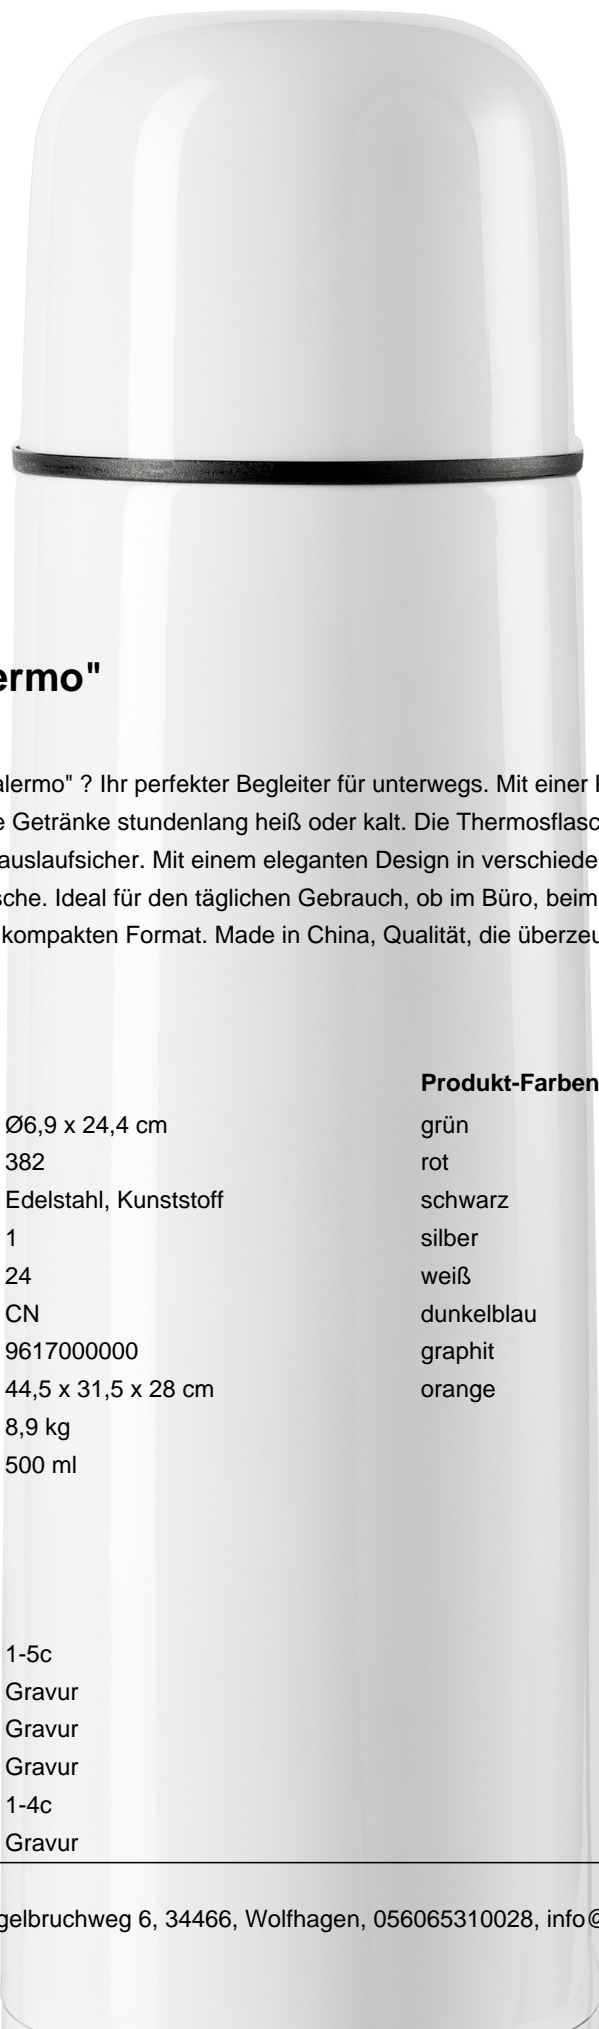 ermo"
alermo" ? Ihr perfekter Begleiter für unterwegs. Mit einer
e Getränke stundenlang heiß oder kalt. Die Thermosflasc
auslaufsicher. Mit einem eleganten Design in verschiede
sche. Ideal für den täglichen Gebrauch, ob im Büro, beim
kompakten Format. Made in China, Qualität, die überzeu
Produkt-Farben
Ø6,9 x 24,4 cm grün
382 rot
Edelstahl, Kunststoff schwarz
1 silber
24 weiß
CN dunkelblau
9617000000 graphit
44,5 x 31,5 x 28 cm orange
8,9 kg
500 ml
1-5c
Gravur
Gravur
Gravur
1-4c
Gravur
gelbruchweg 6, 34466, Wolfhagen, 056065310028, info@